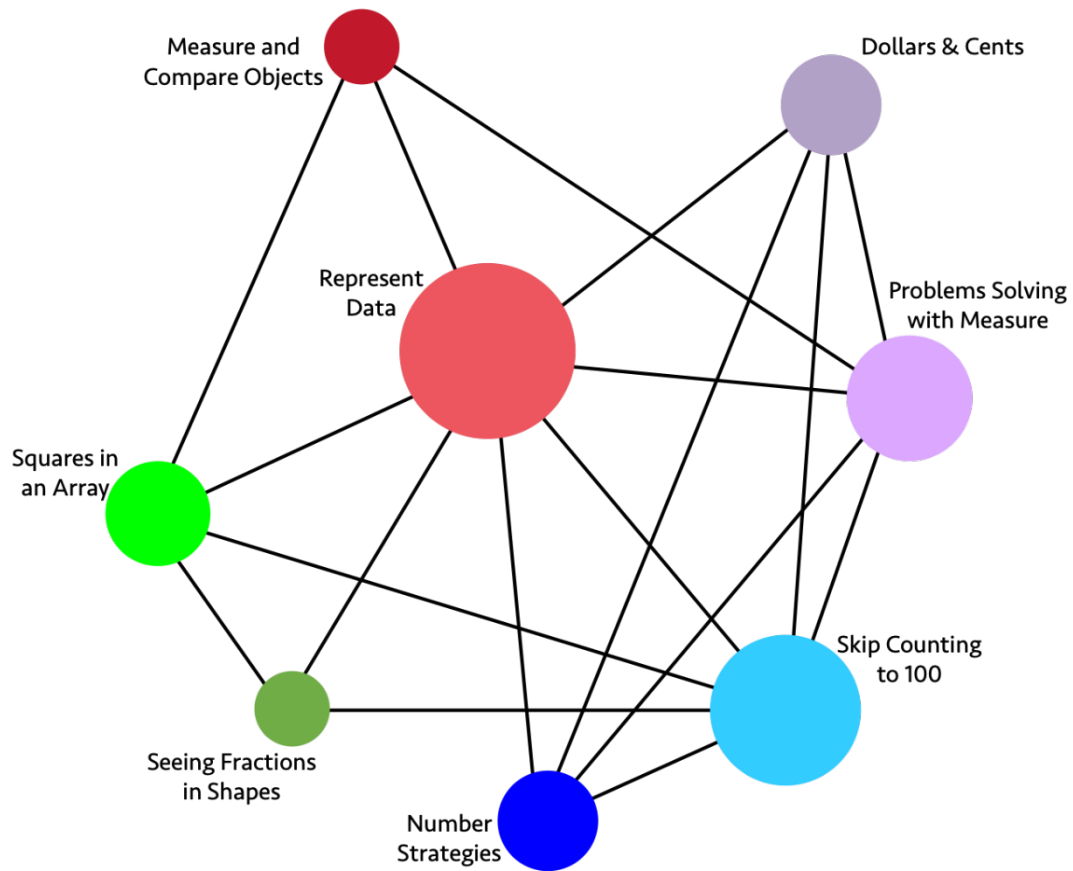 Measure and
Compare Objects
Dollars & Cents
Represent
Data
Problems Solving
with Measure
Squares in
an Array
Skip Counting
to 100
Seeing Fractions
in Shapes
Number
Strategies